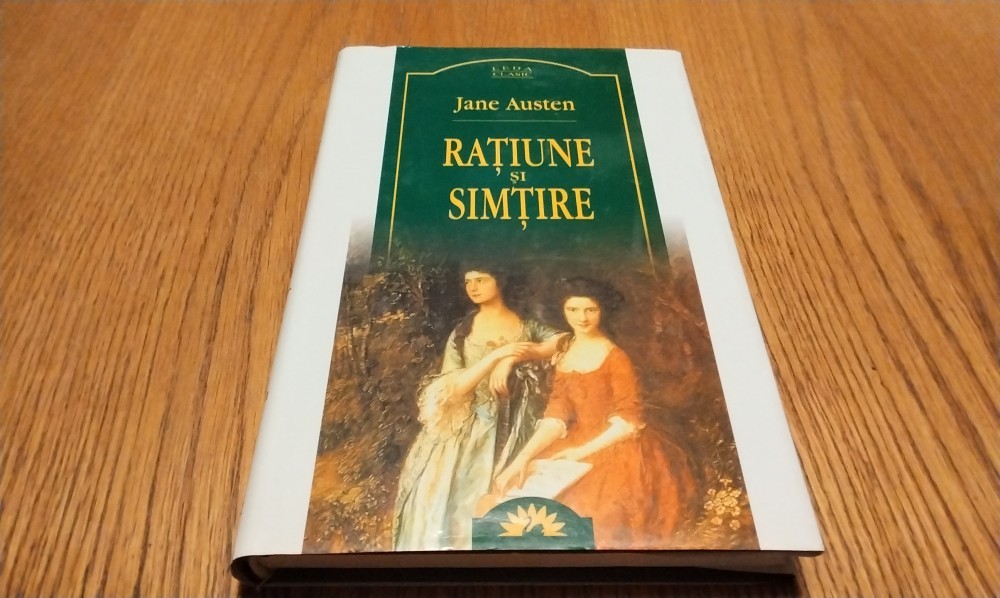 LEDA
CLASIC
Jane Austen
RAȚIUNE
ȘI
SIMȚIRE